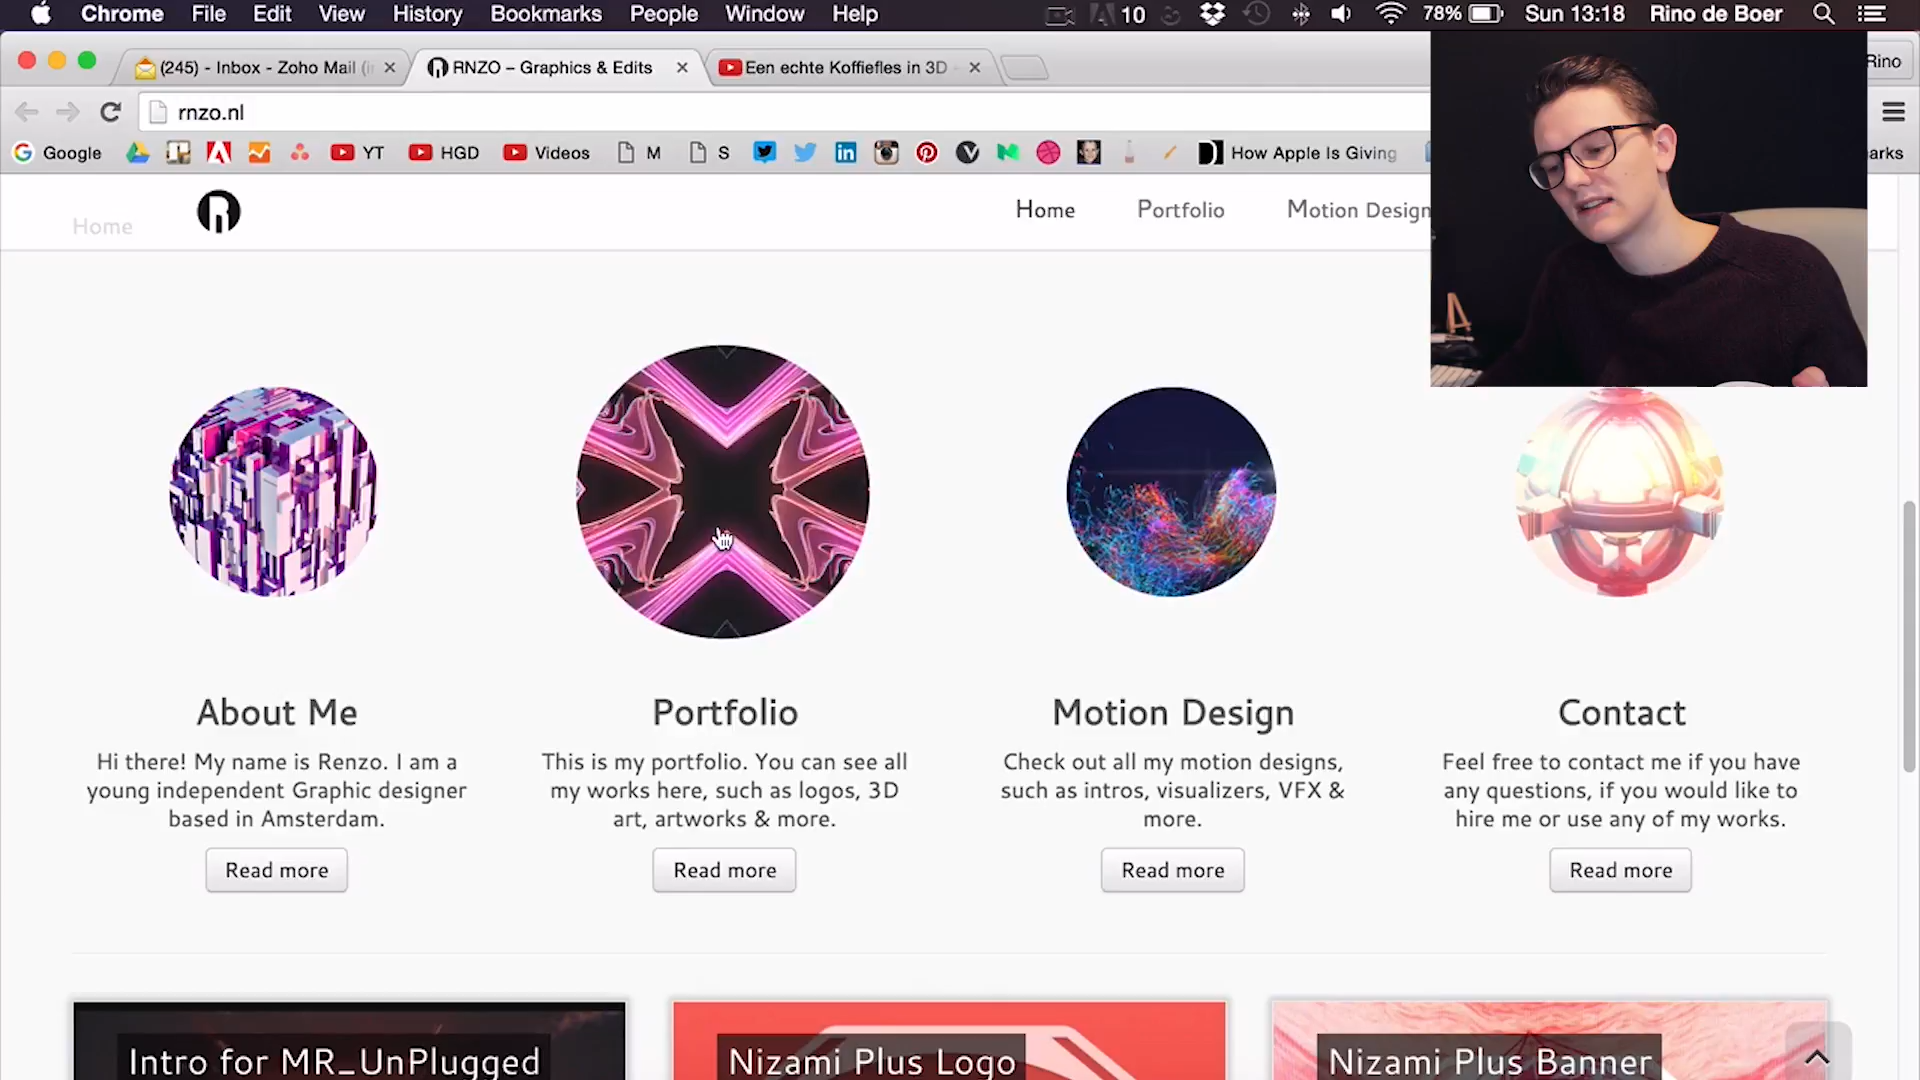 Chrome File Edit View History Bookmarks People Window Help 10 78% Sun 13:18 Rino de Boer
(245) - Inbox - Zoho Mail RNZO – Graphics & Edits Een echte Koffiefles in 3D Rino
rnzo.nl
Google YT HGD Videos M S How Apple Is Giving arks
Home Home Portfolio Motion Design
About Me Portfolio Motion Design Contact
Hi there! My name is Renzo. I am a
young independent Graphic designer
based in Amsterdam.
Read more
This is my portfolio. You can see all
my works here, such as logos, 3D
art, artworks & more.
Read more
Check out all my motion designs,
such as intros, visualizers, VFX &
more.
Read more
Feel free to contact me if you have
any questions, if you would like to
hire me or use any of my works.
Read more
Intro for MR_UnPlugged Nizami Plus Logo Nizami Plus Banner